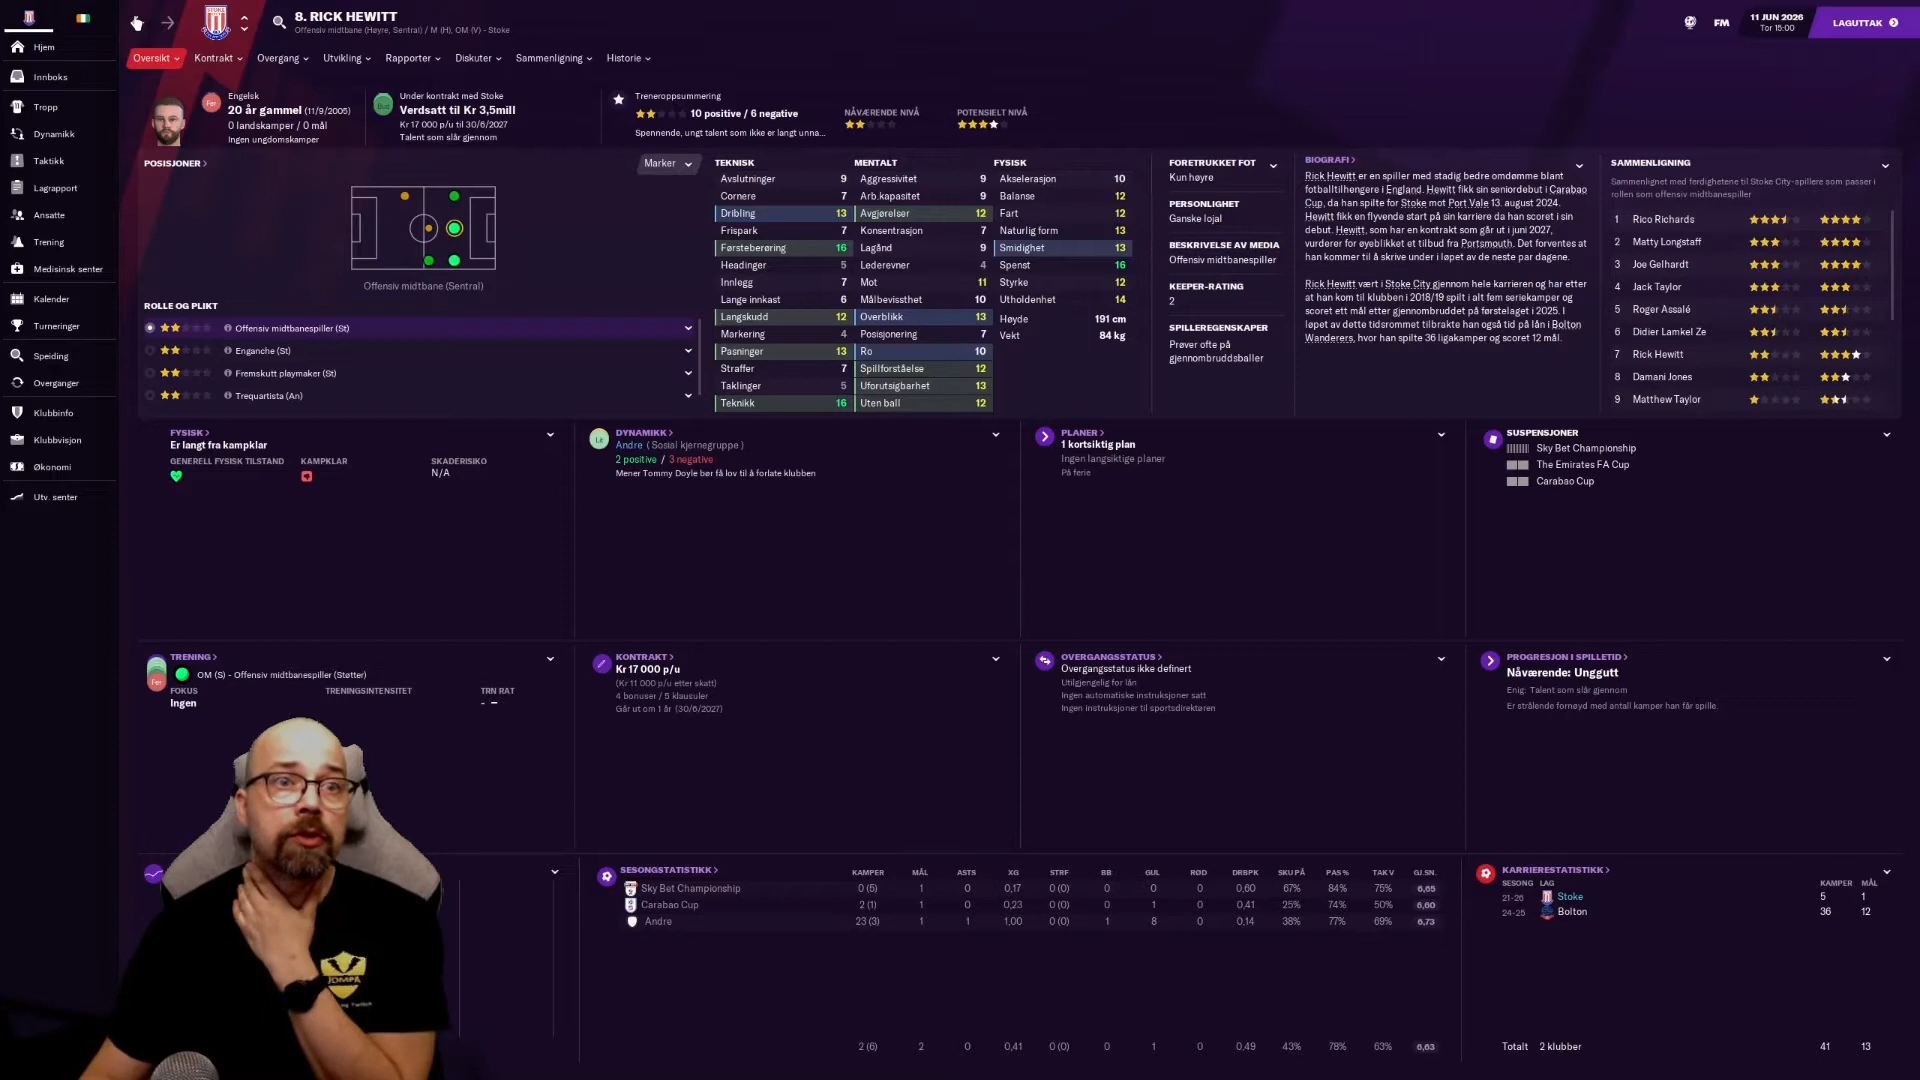 8. RICK HEWITT
Offensiv midtbane (Høyre, Sentral) / M (H), OM (V) - Stoke
FM
11 JUN 2026
Tor 15:00
LAGUTTAK
Hjem
Innboks
Tropp
Dynamikk
Taktikk
Lagrapport
Ansatte
Trening
Medisinsk senter
Kalender
Turneringer
Speiding
Overganger
Klubbinfo
Klubbvisjon
Økonomi
Utv. senter
Oversikt
Kontrakt
Overgang
Utvikling
Rapporter
Diskuter
Sammenligning
Historie
Fer
Engelsk
20 år gammel (11/9/2005)
0 landskamper / 0 mål
Ingen ungdomskamper
Under kontrakt med Stoke
Verdsatt til Kr 3,5mill
Kr 17 000 p/u til 30/6/2027
Talent som slår gjennom
Treneroppsummering
10 positive / 6 negative
Spennende, ungt talent som ikke er langt unna...
NÅVÆRENDE NIVÅ
POTENSIELT NIVÅ
POSISJONER
Marker
Offensiv midtbane (Sentral)
ROLLE OG PLIKT
Offensiv midtbanespiller (St)
Enganche (St)
Fremskutt playmaker (St)
Trequartista (An)
TEKNISK
Avslutninger 9
Cornere 7
Dribling 13
Frispark 7
Førsteberøring 16
Headinger 5
Innlegg 7
Lange innkast 6
Langskudd 12
Markering 4
Pasninger 13
Straffer 7
Taklinger 5
Teknikk 16
MENTALT
Aggressivitet 9
Arb.kapasitet 9
Avgjørelser 12
Konsentrasjon 7
Lagånd 9
Lederevner 4
Mot 11
Målbevissthet 10
Overblikk 13
Posisjonering 7
Ro 10
Spillforståelse 12
Uforutsigbarhet 13
Uten ball 12
FYSISK
Akselerasjon 10
Balanse 12
Fart 12
Naturlig form 13
Smidighet 13
Spenst 16
Styrke 12
Utholdenhet 14
Høyde 191 cm
Vekt 84 kg
FORETRUKKET FOT
Kun høyre
PERSONLIGHET
Ganske lojal
BESKRIVELSE AV MEDIA
Offensiv midtbanespiller
KEEPER-RATING
2
SPILLEREGENSKAPER
Prøver ofte på
gjennombruddsballer
BIOGRAFI
Rick Hewitt er en spiller med stadig bedre omdømme blant
fotballtilhengere i England. Hewitt fikk sin seniordebut i Carabao
Cup, da han spilte for Stoke mot Port Vale 13. august 2024.
Hewitt fikk en flyvende start på sin karriere da han scoret i sin
debut. Hewitt, som har en kontrakt som går ut i juni 2027,
vurderer for øyeblikket et tilbud fra Portsmouth. Det forventes at
han kommer til å skrive under i løpet av de neste par dagene.
Rick Hewitt vært i Stoke City gjennom hele karrieren og har etter
at han kom til klubben i 2018/19 spilt i alt fem seriekamper og
scoret ett mål etter gjennombruddet på førstelaget i 2025. I
løpet av dette tidsrommet tilbrakte han også tid på lån i Bolton
Wanderers, hvor han spilte 36 ligakamper og scoret 12 mål.
SAMMENLIGNING
Sammenlignet med ferdighetene til Stoke City-spillere som passer i
rollen som offensiv midtbanespiller
1 Rico Richards
2 Matty Longstaff
3 Joe Gelhardt
4 Jack Taylor
5 Roger Assalé
6 Didier Lamkel Ze
7 Rick Hewitt
8 Damani Jones
9 Matthew Taylor
FYSISK
Er langt fra kampklar
GENERELL FYSISK TILSTAND
KAMPKLAR
SKADERISIKO
N/A
DYNAMIKK
Andre (Sosial kjernegruppe)
2 positive / 3 negative
Mener Tommy Doyle bør få lov til å forlate klubben
PLANER
1 kortsiktig plan
Ingen langsiktige planer
På ferie
SUSPENSJONER
Sky Bet Championship
The Emirates FA Cup
Carabao Cup
TRENING
Fer
OM (S) - Offensiv midtbanespiller (Støtter)
FOKUS
Ingen
TRENINGSINTENSITET
TRN RAT
- –
KONTRAKT
Kr 17 000 p/u
(Kr 11 000 p/u etter skatt)
4 bonuser / 5 klausuler
Går ut om 1 år (30/6/2027)
OVERGANGSSTATUS
Overgangsstatus ikke definert
Utilgjengelig for lån
Ingen automatiske instruksjoner satt
Ingen instruksjoner til sportsdirektøren
PROGRESJON I SPILLETID
Nåværende: Unggutt
Enig: Talent som slår gjennom
Er strålende fornøyd med antall kamper han får spille.
JOMPA
SESONGSTATISTIKK KAMPER MÅL ASTS XG STRF BB GUL RØD DRBPK SKU PÅ PAS % TAK V GJ.SN.
Sky Bet Championship 0 (5) 1 0 0,17 0 (0) 0 0 0 0,60 67% 84% 75% 6,65
Carabao Cup 2 (1) 1 0 0,23 0 (0) 0 1 0 0,41 25% 74% 50% 6,60
Andre 23 (3) 1 1 1,00 0 (0) 1 8 0 0,14 38% 77% 69% 6,73
2 (6) 2 0 0,41 0 (0) 0 1 0 0,49 43% 78% 63% 6,63
KARRIERESTATISTIKK
SESONG LAG KAMPER MÅL
21-26 Stoke 5 1
24-25 Bolton 36 12
Totalt 2 klubber 41 13